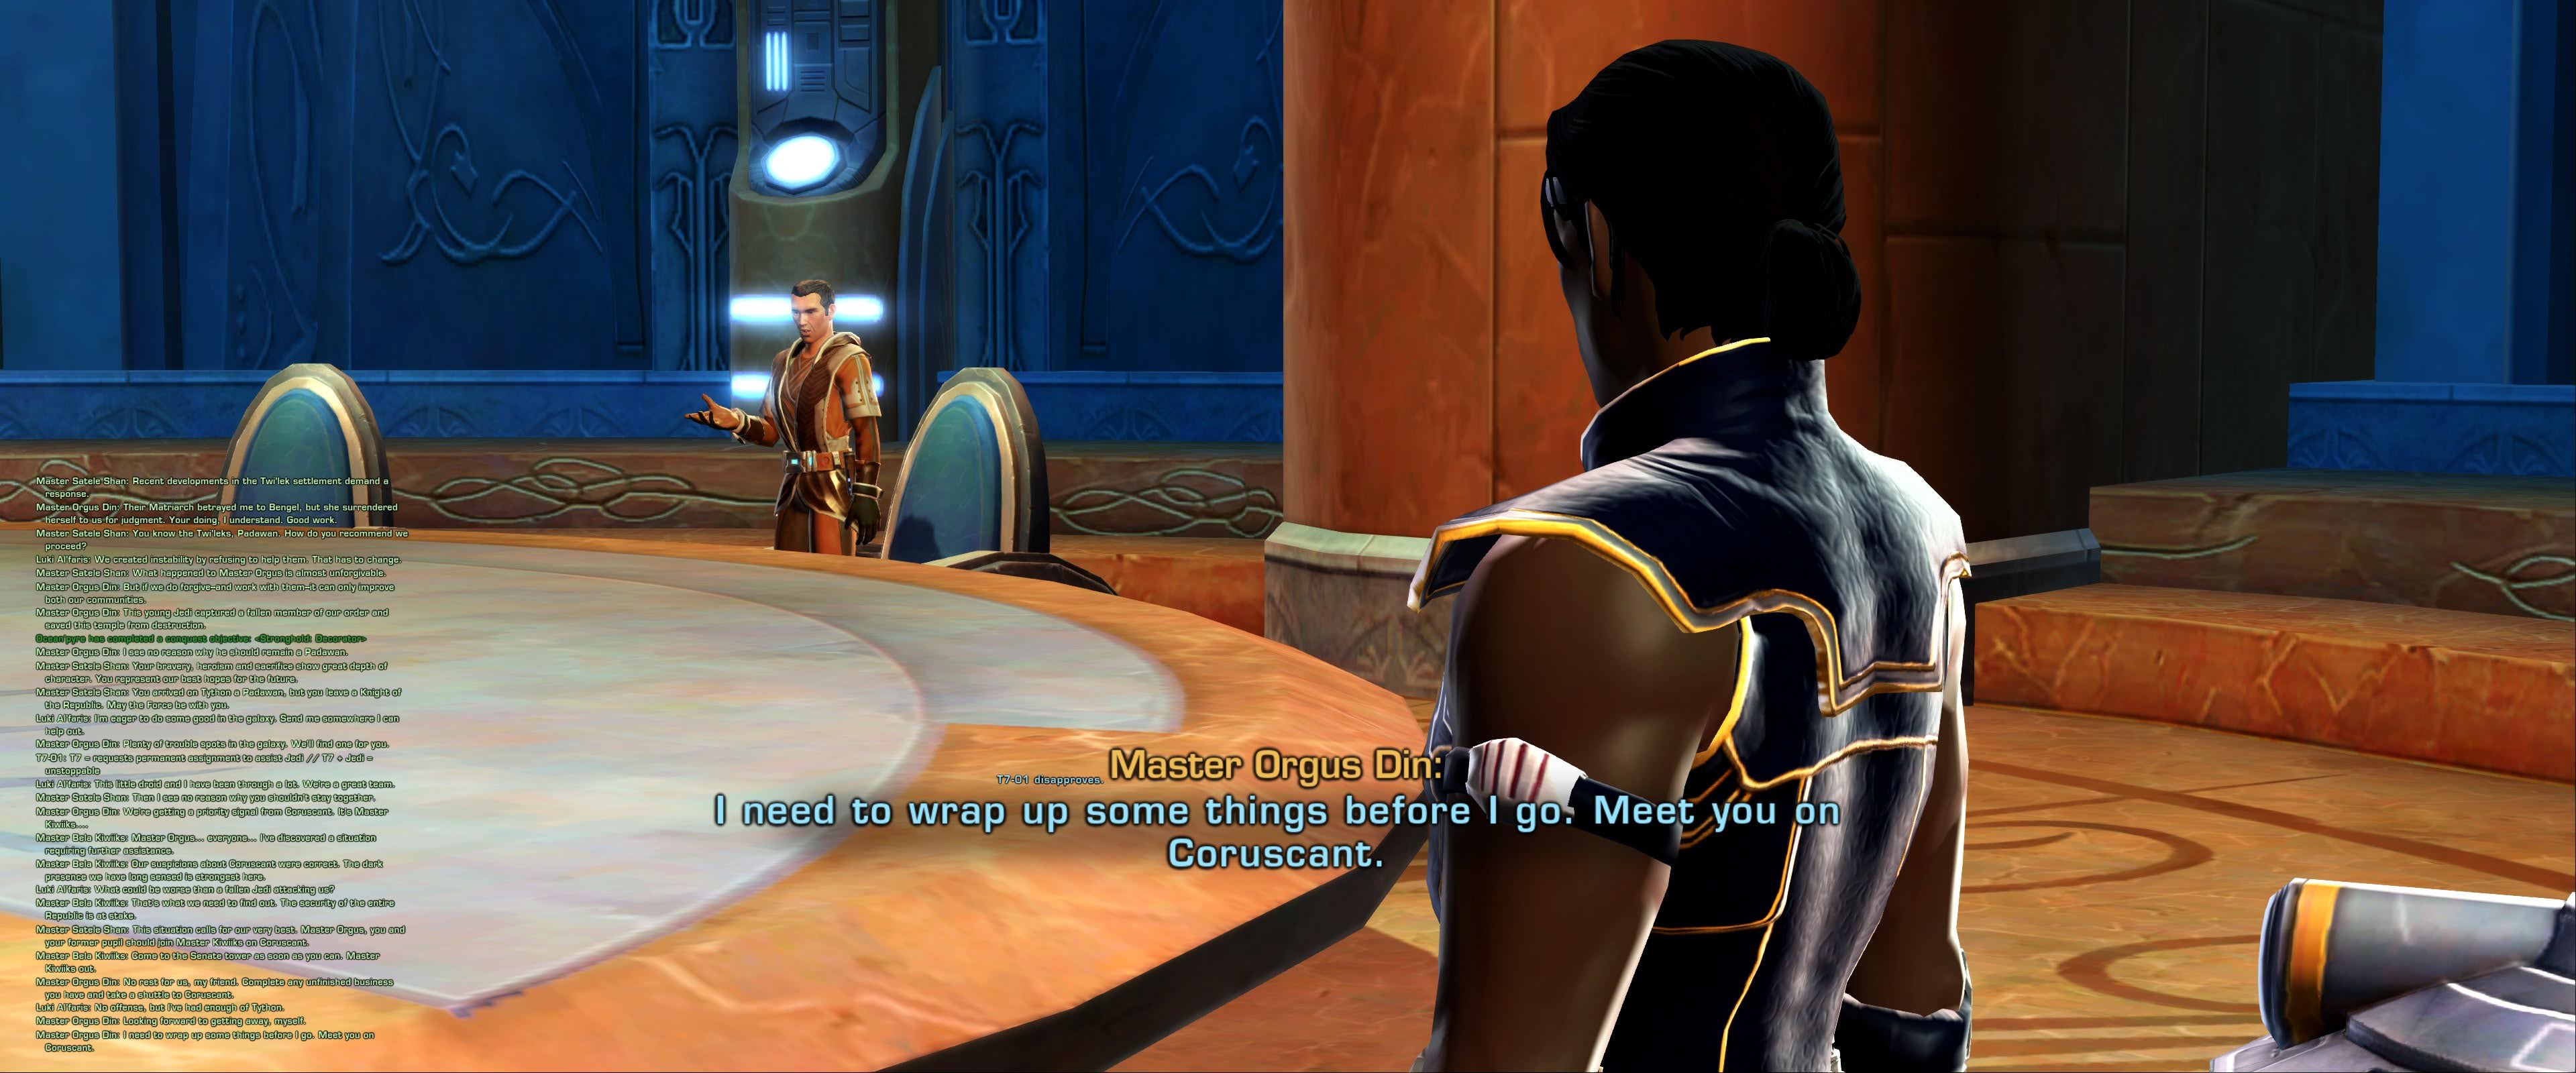 Master Satele Shan: Recent developments in the Twi'lek settlement demand a
response.
Master Orgus Din: Their Matriarch betrayed me to Bengel, but she surrendered
herself to us for judgment. Your doing, I understand. Good work.
Master Satele Shan: You know the Twi'leks, Padawan. How do you recommend we
proceed?
Luki Al'faris: We created instability by refusing to help them. That has to change.
Master Satele Shan: What happened to Master Orgus is almost unforgivable.
Master Orgus Din: But if we do forgive–and work with them–it can only improve
both our communities.
Master Orgus Din: This young Jedi captured a fallen member of our order and
saved this temple from destruction.
Ocean'pyre has completed a conquest objective: <Stronghold: Decorator>
Master Orgus Din: I see no reason why he should remain a Padawan.
Master Satele Shan: Your bravery, heroism and sacrifice show great depth of
character. You represent our best hopes for the future.
Master Satele Shan: You arrived on Tython a Padawan, but you leave a Knight of
the Republic. May the Force be with you.
Luki Al'faris: I'm eager to do some good in the galaxy. Send me somewhere I can
help out.
Master Orgus Din: Plenty of trouble spots in the galaxy. We'll find one for you.
T7-01: T7 = requests permanent assignment to assist Jedi // T7 + Jedi =
unstoppable
Luki Al'faris: This little droid and I have been through a lot. We're a great team.
Master Satele Shan: Then I see no reason why you shouldn't stay together.
Master Orgus Din: We're getting a priority signal from Coruscant. It's Master
Kiwiiks....
Master Bela Kiwiiks: Master Orgus... everyone... I've discovered a situation
requiring further assistance.
Master Bela Kiwiiks: Our suspicions about Coruscant were correct. The dark
presence we have long sensed is strongest here.
Luki Al'faris: What could be worse than a fallen Jedi attacking us?
Master Bela Kiwiiks: That's what we need to find out. The security of the entire
Republic is at stake.
Master Satele Shan: This situation calls for our very best. Master Orgus, you and
your former pupil should join Master Kiwiiks on Coruscant.
Master Bela Kiwiiks: Come to the Senate tower as soon as you can. Master
Kiwiiks out.
Master Orgus Din: No rest for us, my friend. Complete any unfinished business
you have and take a shuttle to Coruscant.
Luki Al'faris: No offense, but I've had enough of Tython.
Master Orgus Din: Looking forward to getting away, myself.
Master Orgus Din: I need to wrap up some things before I go. Meet you on
Coruscant.
T7-01 disapproves.
Master Orgus Din:
I need to wrap up some things before I go. Meet you on
Coruscant.